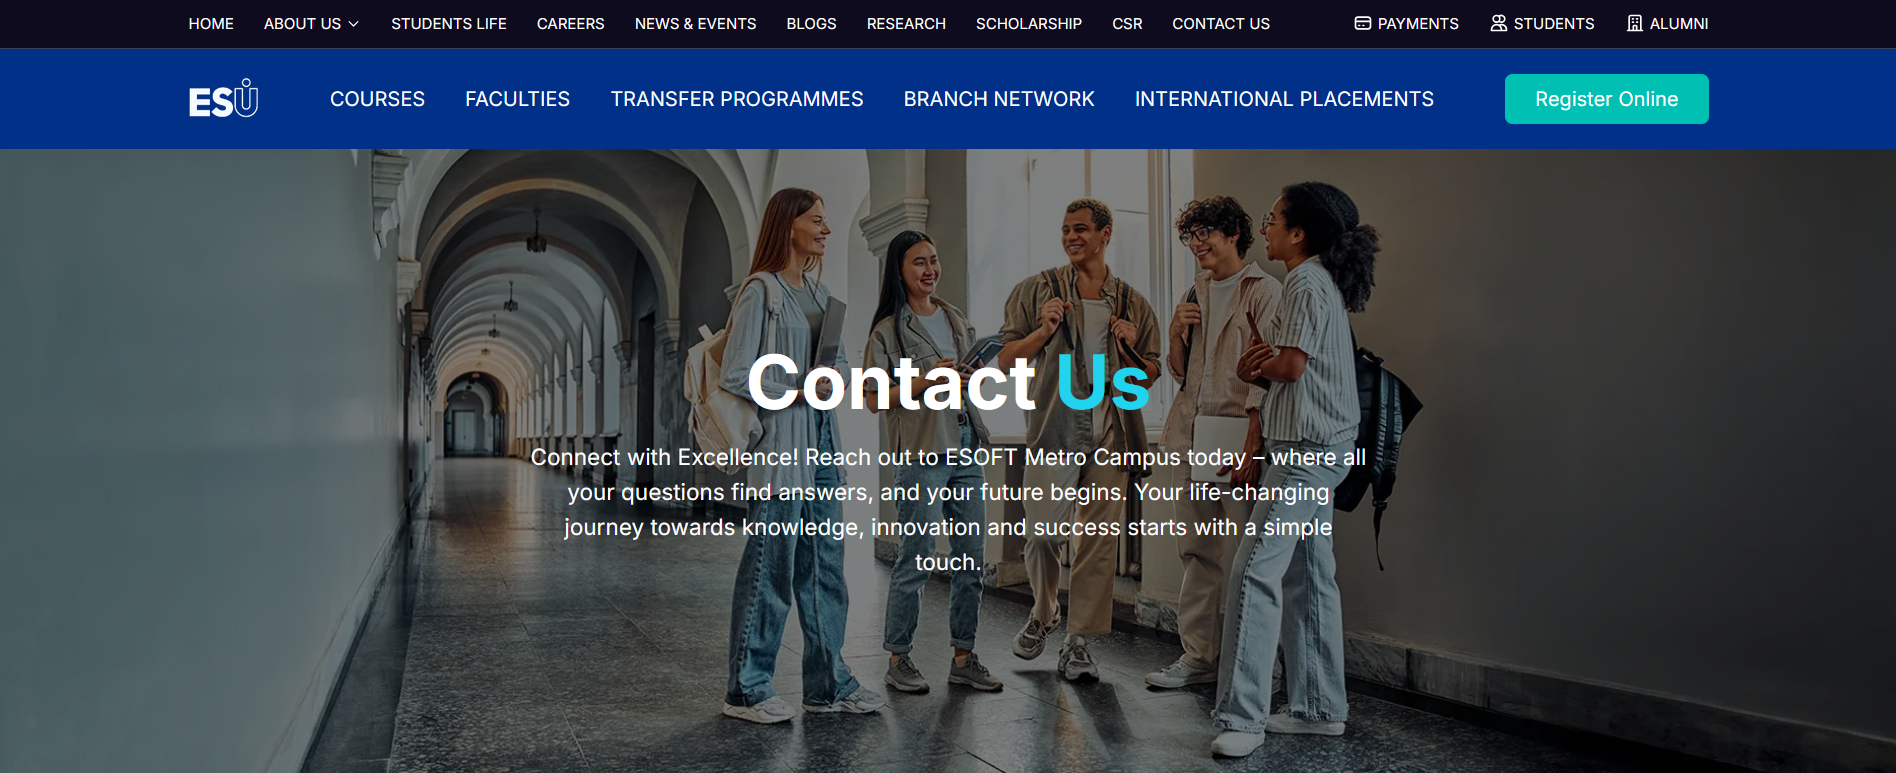 HOME ABOUT US STUDENTS LIFE CAREERS NEWS & EVENTS BLOGS RESEARCH SCHOLARSHIP CSR CONTACT US PAYMENTS STUDENTS ALUMNI
ESU COURSES FACULTIES TRANSFER PROGRAMMES BRANCH NETWORK INTERNATIONAL PLACEMENTS Register Online
Contact Us
Connect with Excellence! Reach out to ESOFT Metro Campus today – where all
your questions find answers, and your future begins. Your life-changing
journey towards knowledge, innovation and success starts with a simple
touch.